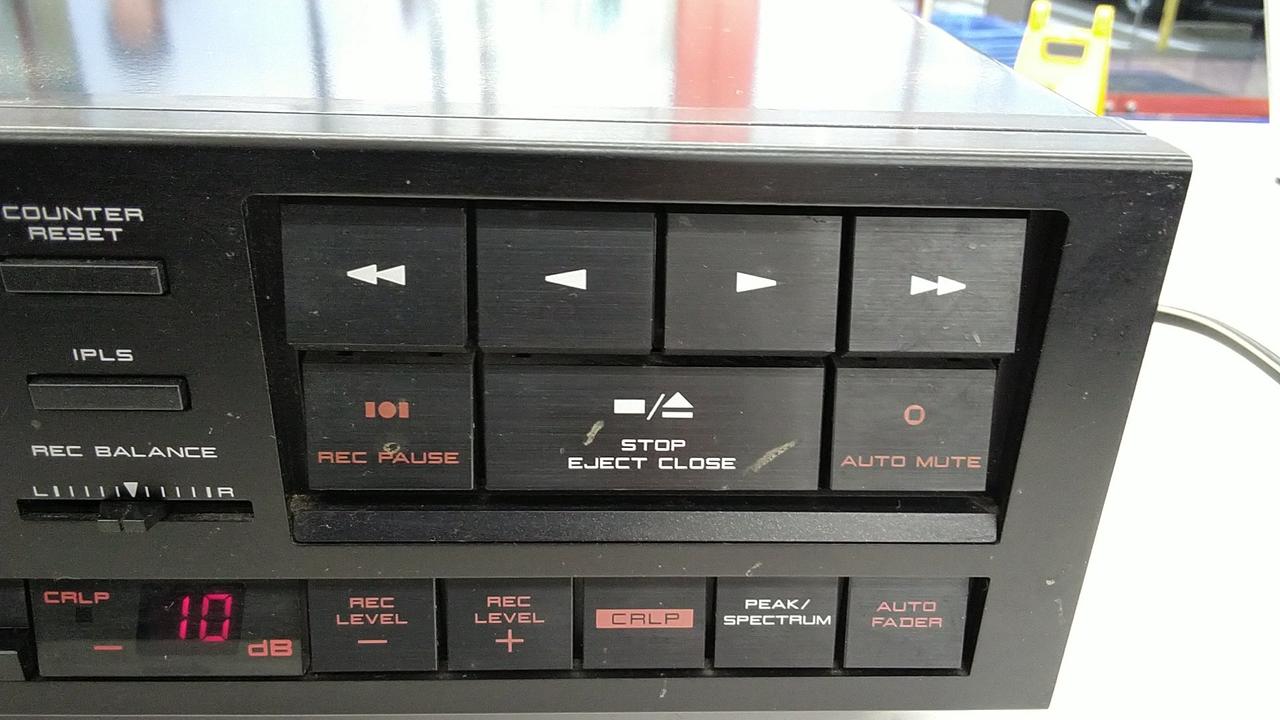 COUNTER
RESET
IPLS
REC BALANCE
L R
REC PAUSE
STOP
EJECT CLOSE
AUTO MUTE
CRLP
- 10 dB
REC
LEVEL
-
REC
LEVEL
+
CRLP
PEAK/
SPECTRUM
AUTO
FADER